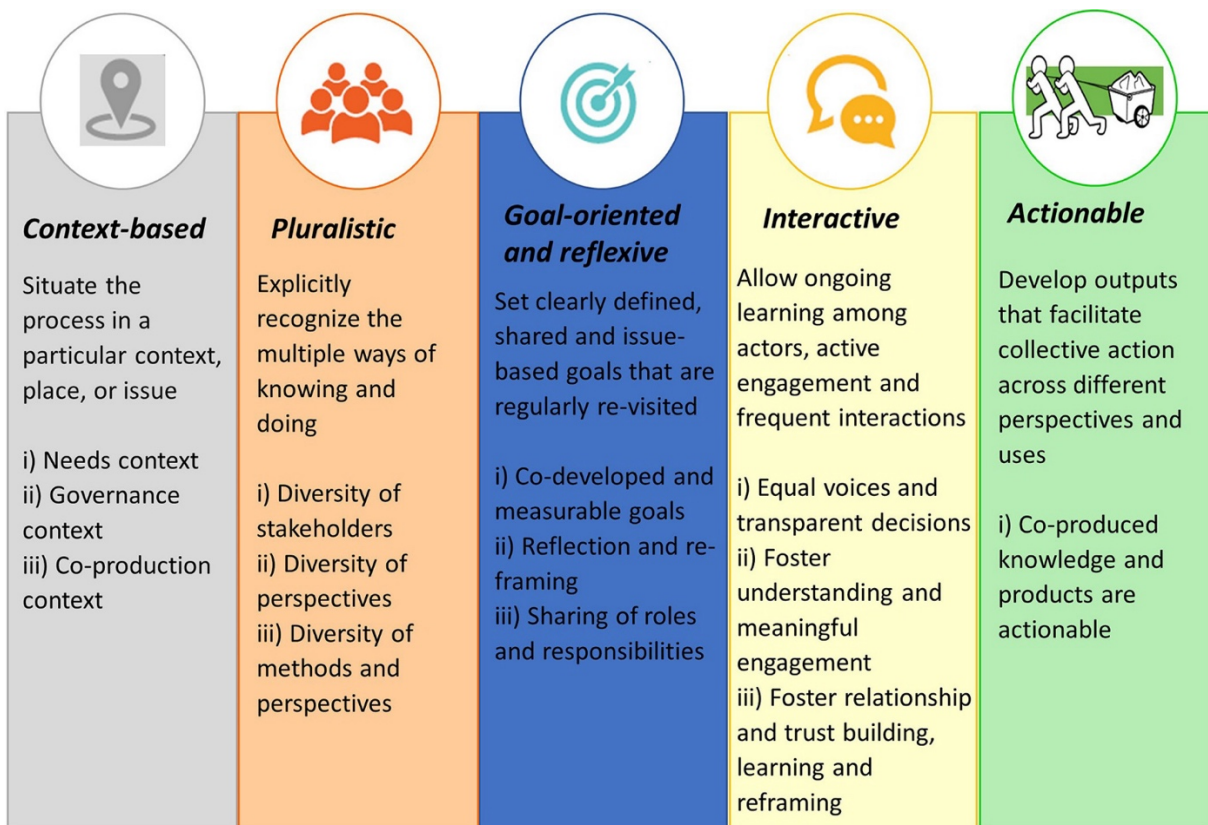 Context-based
Situate the
process in a
particular context,
place, or issue
i) Needs context
ii) Governance
context
iii) Co-production
context
Pluralistic
Explicitly
recognize the
multiple ways of
knowing and
doing
i) Diversity of
stakeholders
ii) Diversity of
perspectives
iii) Diversity of
methods and
perspectives
Goal-oriented
and reflexive
Set clearly defined,
shared and issue-
based goals that are
regularly re-visited
i) Co-developed and
measurable goals
ii) Reflection and re-
framing
iii) Sharing of roles
and responsibilities
Interactive
Allow ongoing
learning among
actors, active
engagement and
frequent interactions
i) Equal voices and
transparent decisions
ii) Foster
understanding and
meaningful
engagement
iii) Foster relationship
and trust building,
learning and
reframing
Actionable
Develop outputs
that facilitate
collective action
across different
perspectives and
uses
i) Co-produced
knowledge and
products are
actionable